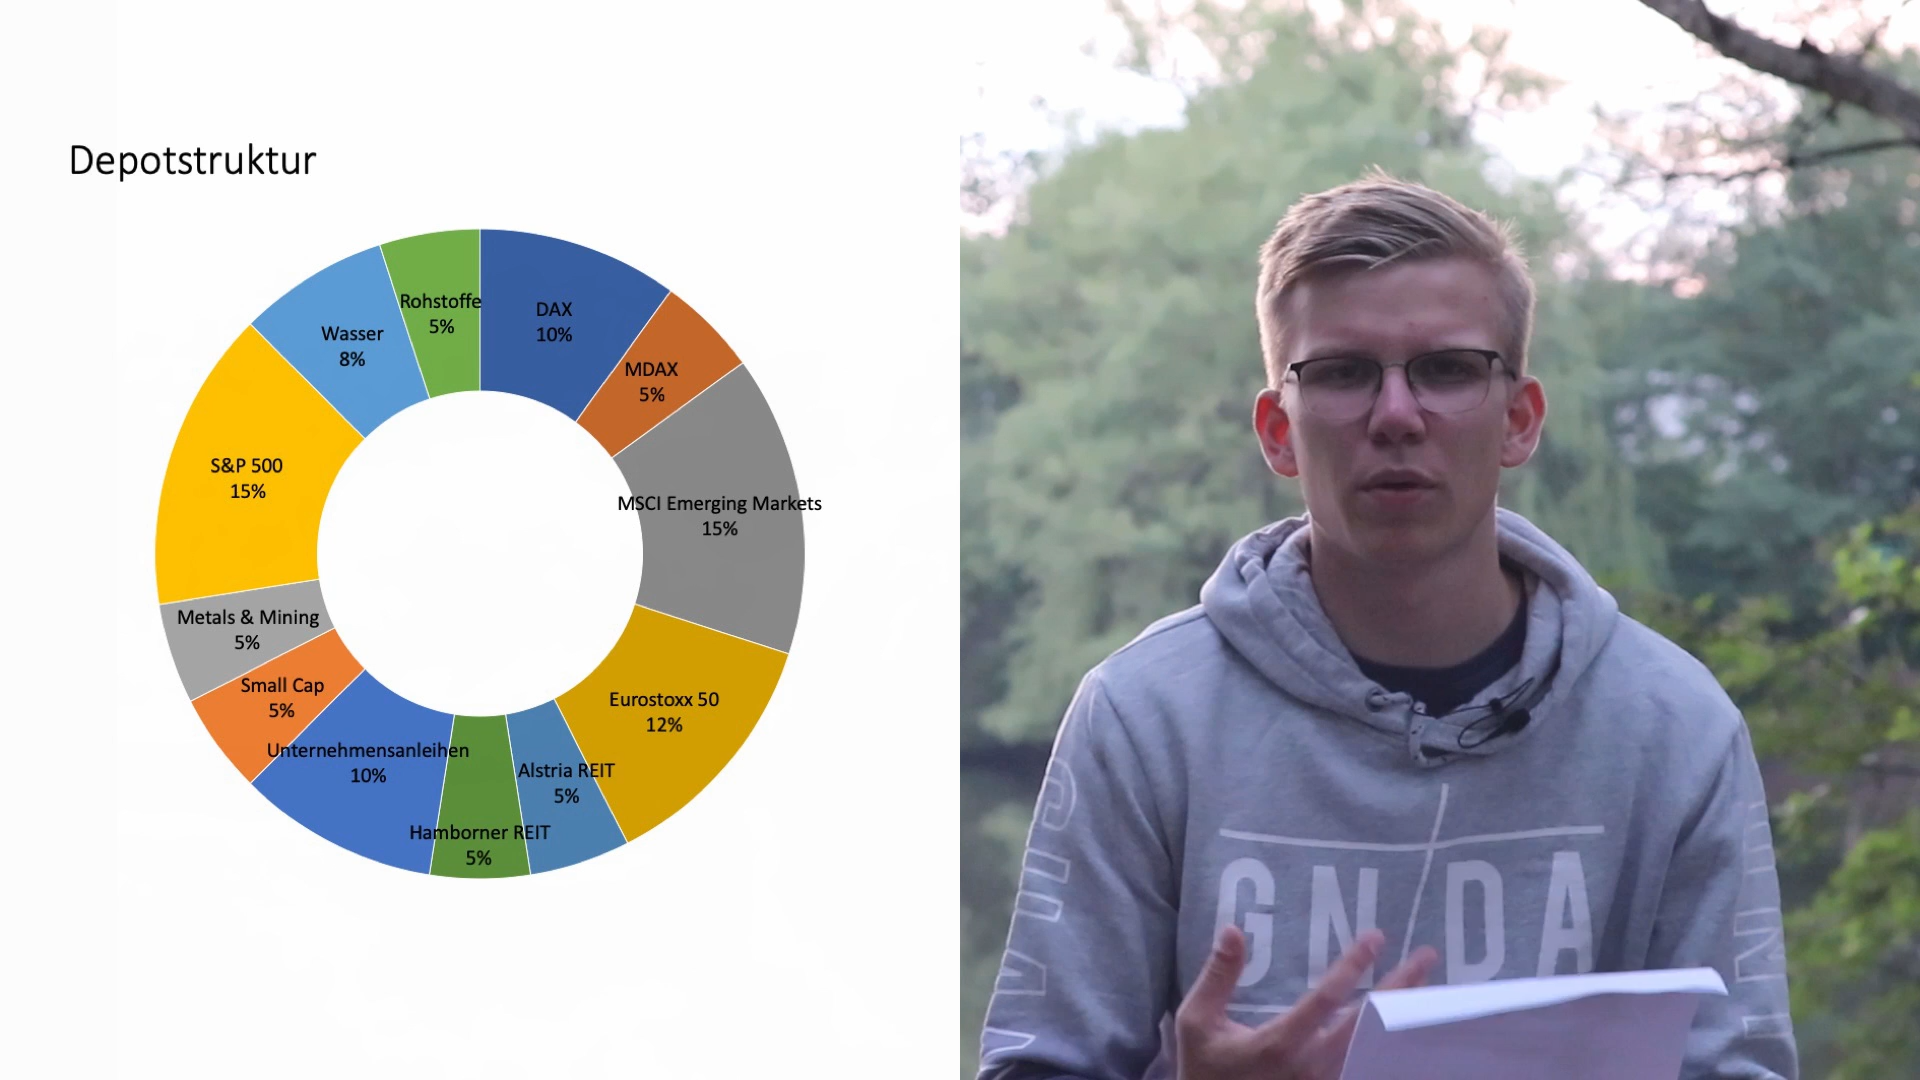 Depotstruktur
Rohstoffe
5%
DAX
10%
MDAX
5%
MSCI Emerging Markets
15%
Eurostoxx 50
12%
Alstria REIT
5%
Hamborner REIT
5%
Unternehmensanleihen
10%
Small Cap
5%
Metals & Mining
5%
S&P 500
15%
Wasser
8%
GN/DA